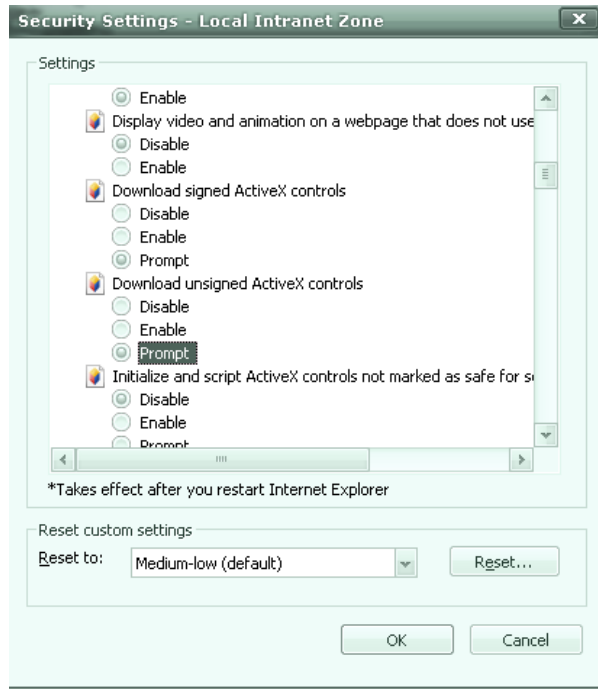 Security Settings - Local Intranet Zone
Settings
Enable
Display video and animation on a webpage that does not use
Disable
Enable
Download signed ActiveX controls
Disable
Enable
Prompt
Download unsigned ActiveX controls
Disable
Enable
Prompt
Initialize and script ActiveX controls not marked as safe for s
Disable
Enable
Prompt
*Takes effect after you restart Internet Explorer
Reset custom settings
Reset to: Medium-low (default) Reset...
OK Cancel